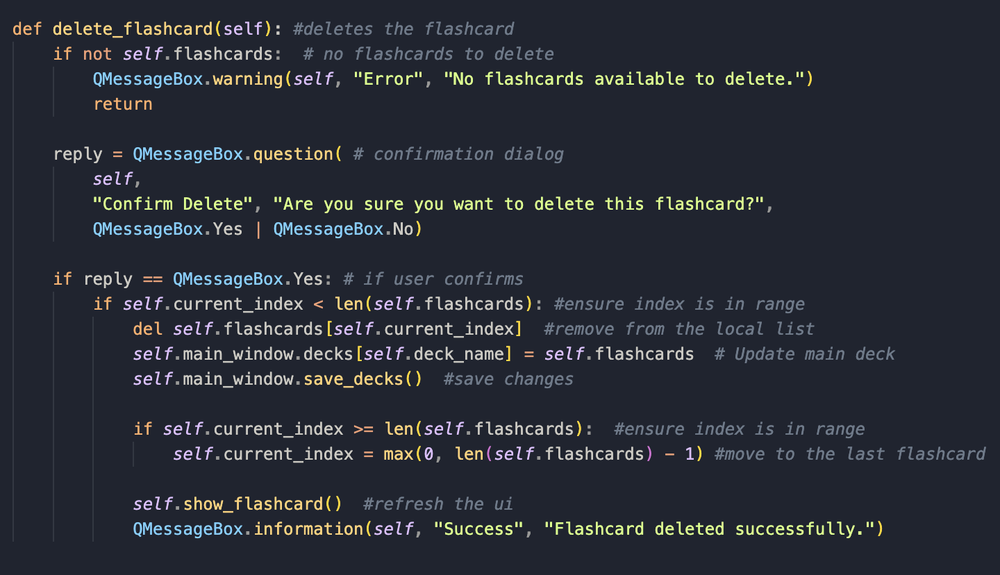 def delete_flashcard(self): #deletes the flashcard
    if not self.flashcards:  # no flashcards to delete
        QMessageBox.warning(self, "Error", "No flashcards available to delete.")
        return

    reply = QMessageBox.question( # confirmation dialog
        self,
        "Confirm Delete", "Are you sure you want to delete this flashcard?",
        QMessageBox.Yes | QMessageBox.No)

    if reply == QMessageBox.Yes: # if user confirms
        if self.current_index < len(self.flashcards): #ensure index is in range
            del self.flashcards[self.current_index]  #remove from the local list
            self.main_window.decks[self.deck_name] = self.flashcards  # Update main deck
            self.main_window.save_decks()  #save changes

            if self.current_index >= len(self.flashcards):  #ensure index is in range
                self.current_index = max(0, len(self.flashcards) - 1) #move to the last flashcard

            self.show_flashcard()  #refresh the ui
            QMessageBox.information(self, "Success", "Flashcard deleted successfully.")